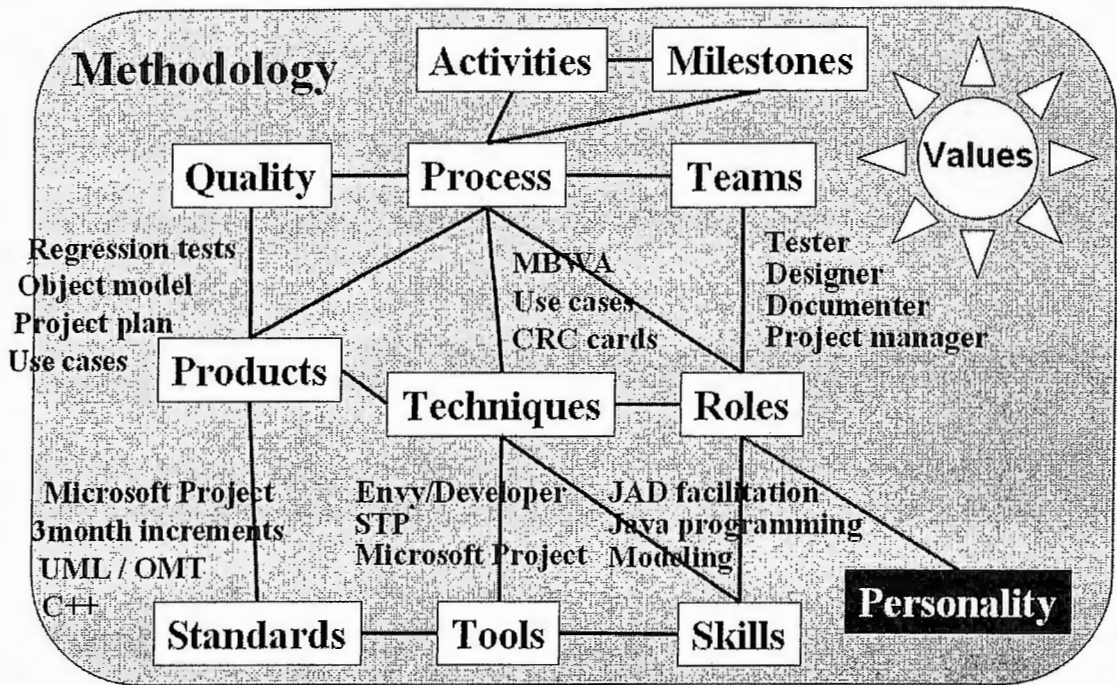 Methodology
Activities
Milestones
Values
Quality
Process
Teams
Regression tests
Object model
Project plan
Use cases
MBWA
Use cases
CRC cards
Tester
Designer
Documenter
Project manager
Products
Techniques
Roles
Microsoft Project
3month increments
UML / OMT
C++
Envy/Developer
STP
Microsoft Project
JAD facilitation
Java programming
Modeling
Personality
Standards
Tools
Skills